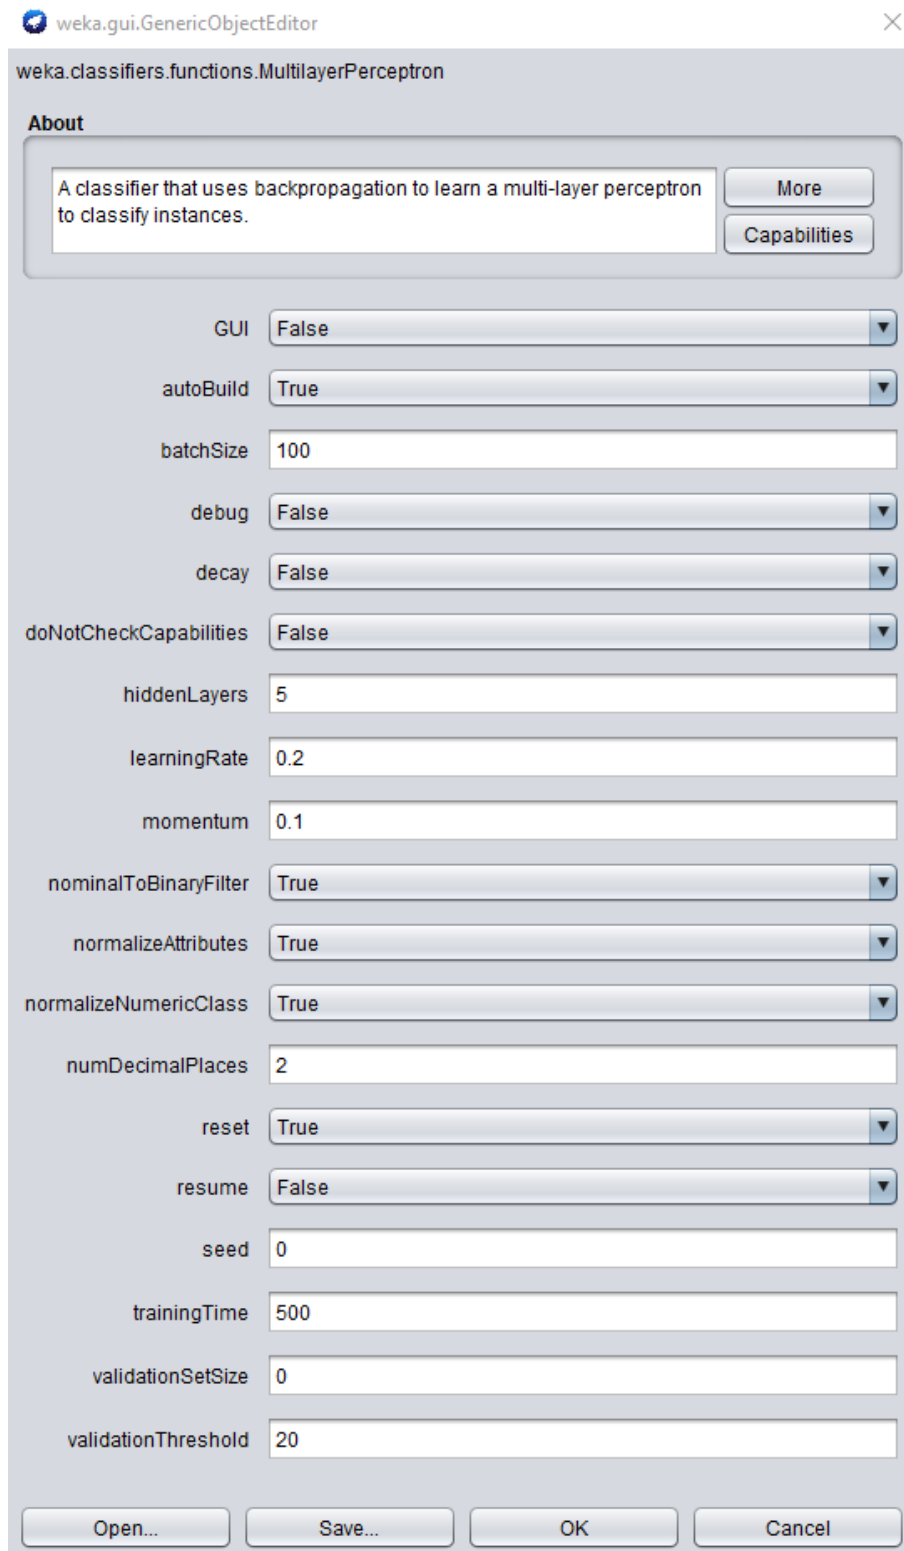 weka.gui.GenericObjectEditor
weka.classifiers.functions.MultilayerPerceptron
About
A classifier that uses backpropagation to learn a multi-layer perceptron
to classify instances.
More
Capabilities
GUI False
autoBuild True
batchSize 100
debug False
decay False
doNotCheckCapabilities False
hiddenLayers 5
learningRate 0.2
momentum 0.1
nominalToBinaryFilter True
normalizeAttributes True
normalizeNumericClass True
numDecimalPlaces 2
reset True
resume False
seed 0
trainingTime 500
validationSetSize 0
validationThreshold 20
Open... Save... OK Cancel